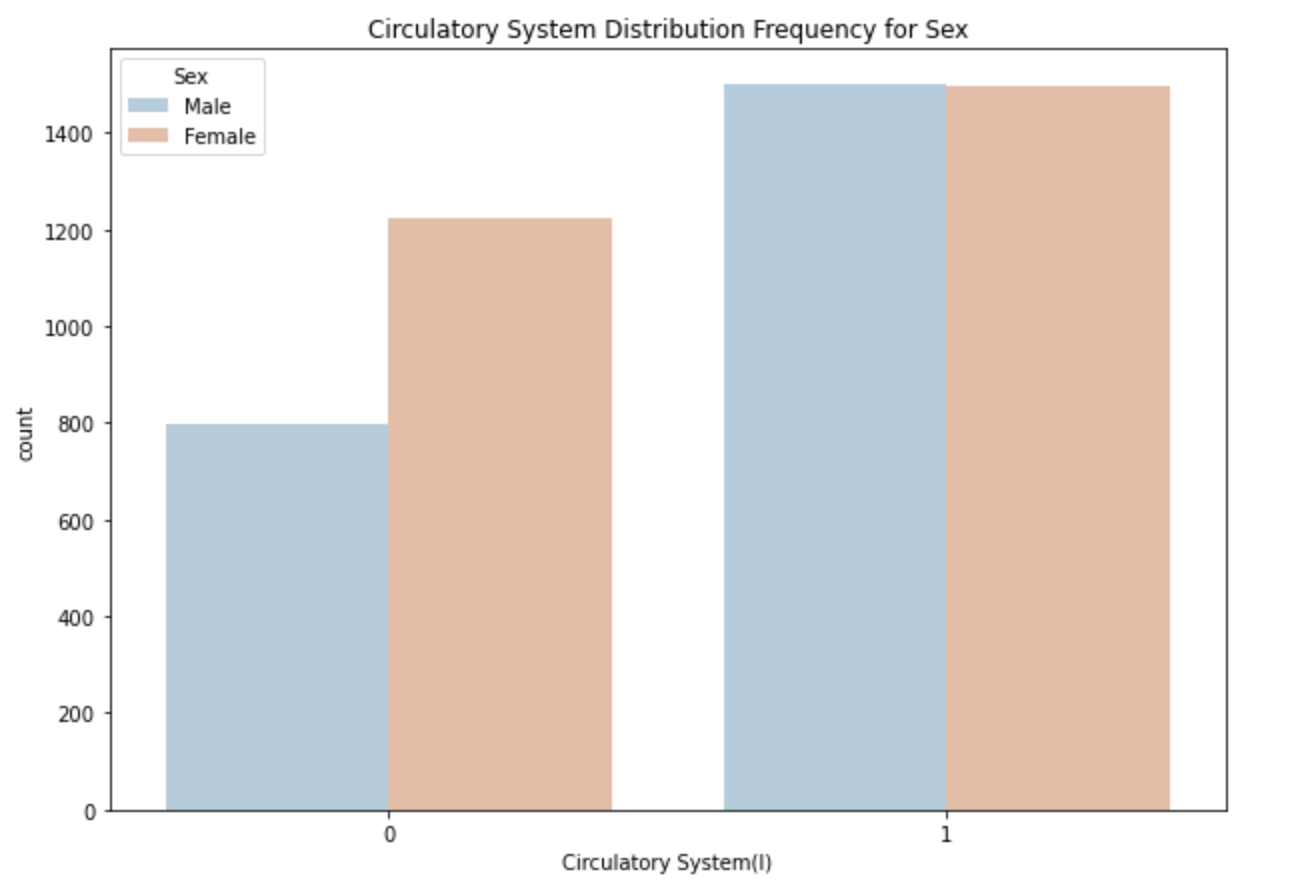 Circulatory System Distribution Frequency for Sex
Sex
Male
Female
1400
1200
1000
800
600
400
200
0
count
0 1
Circulatory System(I)